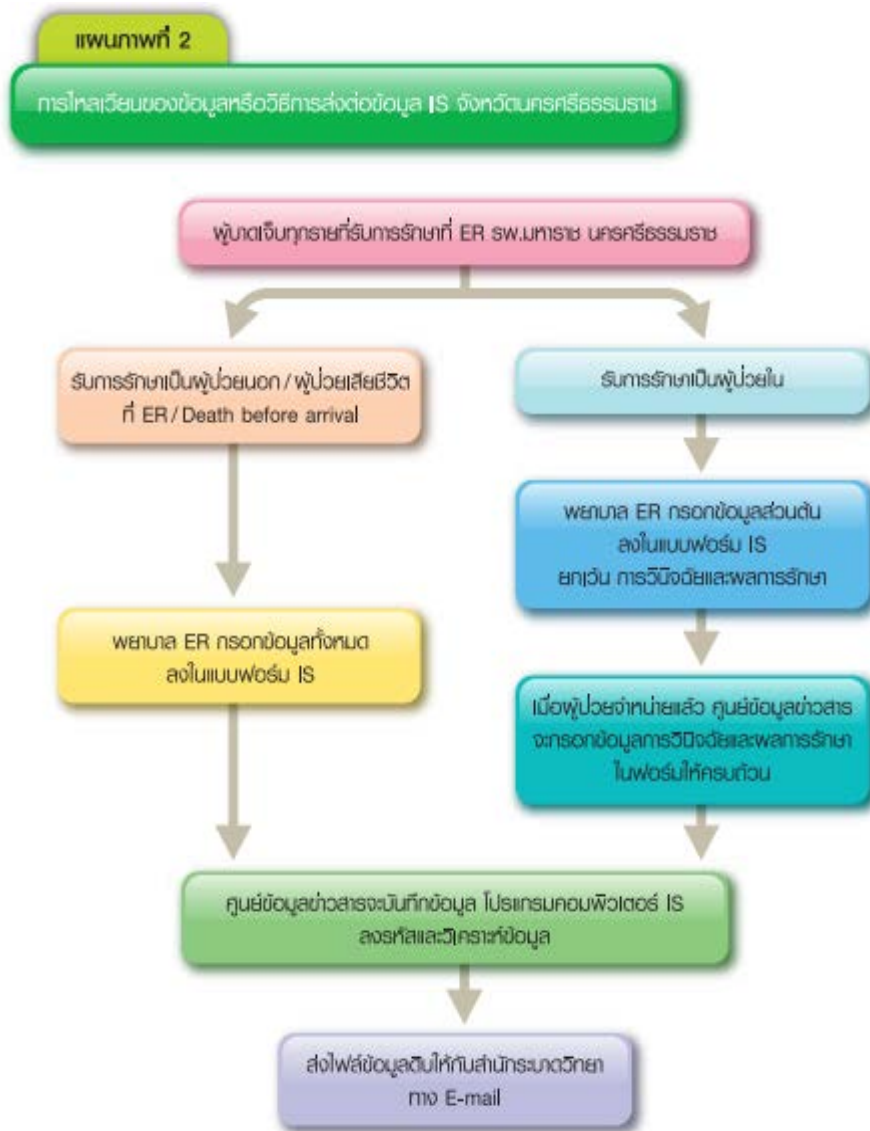 แผนภาพที่ 2
การไหลเวียนของข้อมูลหรือวิธีการส่งต่อข้อมูล IS จังหวัดนครศรีธรรมราช
ผู้บาดเจ็บทุกรายที่รับการรักษาที่ ER รพ.มหาราช นครศรีธรรมราช
รับการรักษาเป็นผู้ป่วยนอก / ผู้ป่วยเสียชีวิต
ที่ ER / Death before arrival
รับการรักษาเป็นผู้ป่วยใน
พยาบาล ER กรอกข้อมูลส่วนต้น
ลงในแบบฟอร์ม IS
ยกเว้น การวินิจฉัยและผลการรักษา
พยาบาล ER กรอกข้อมูลทั้งหมด
ลงในแบบฟอร์ม IS
เมื่อผู้ป่วยจำหน่ายแล้ว ศูนย์ข้อมูลข่าวสาร
จะกรอกข้อมูลการวินิจฉัยและผลการรักษา
ในฟอร์มให้ครบถ้วน
ศูนย์ข้อมูลข่าวสารจะบันทึกข้อมูล โปรแกรมคอมพิวเตอร์ IS
ลงรหัสและวิเคราะห์ข้อมูล
ส่งไฟล์ข้อมูลดิบให้กับสำนักระบาดวิทยา
ทาง E-mail